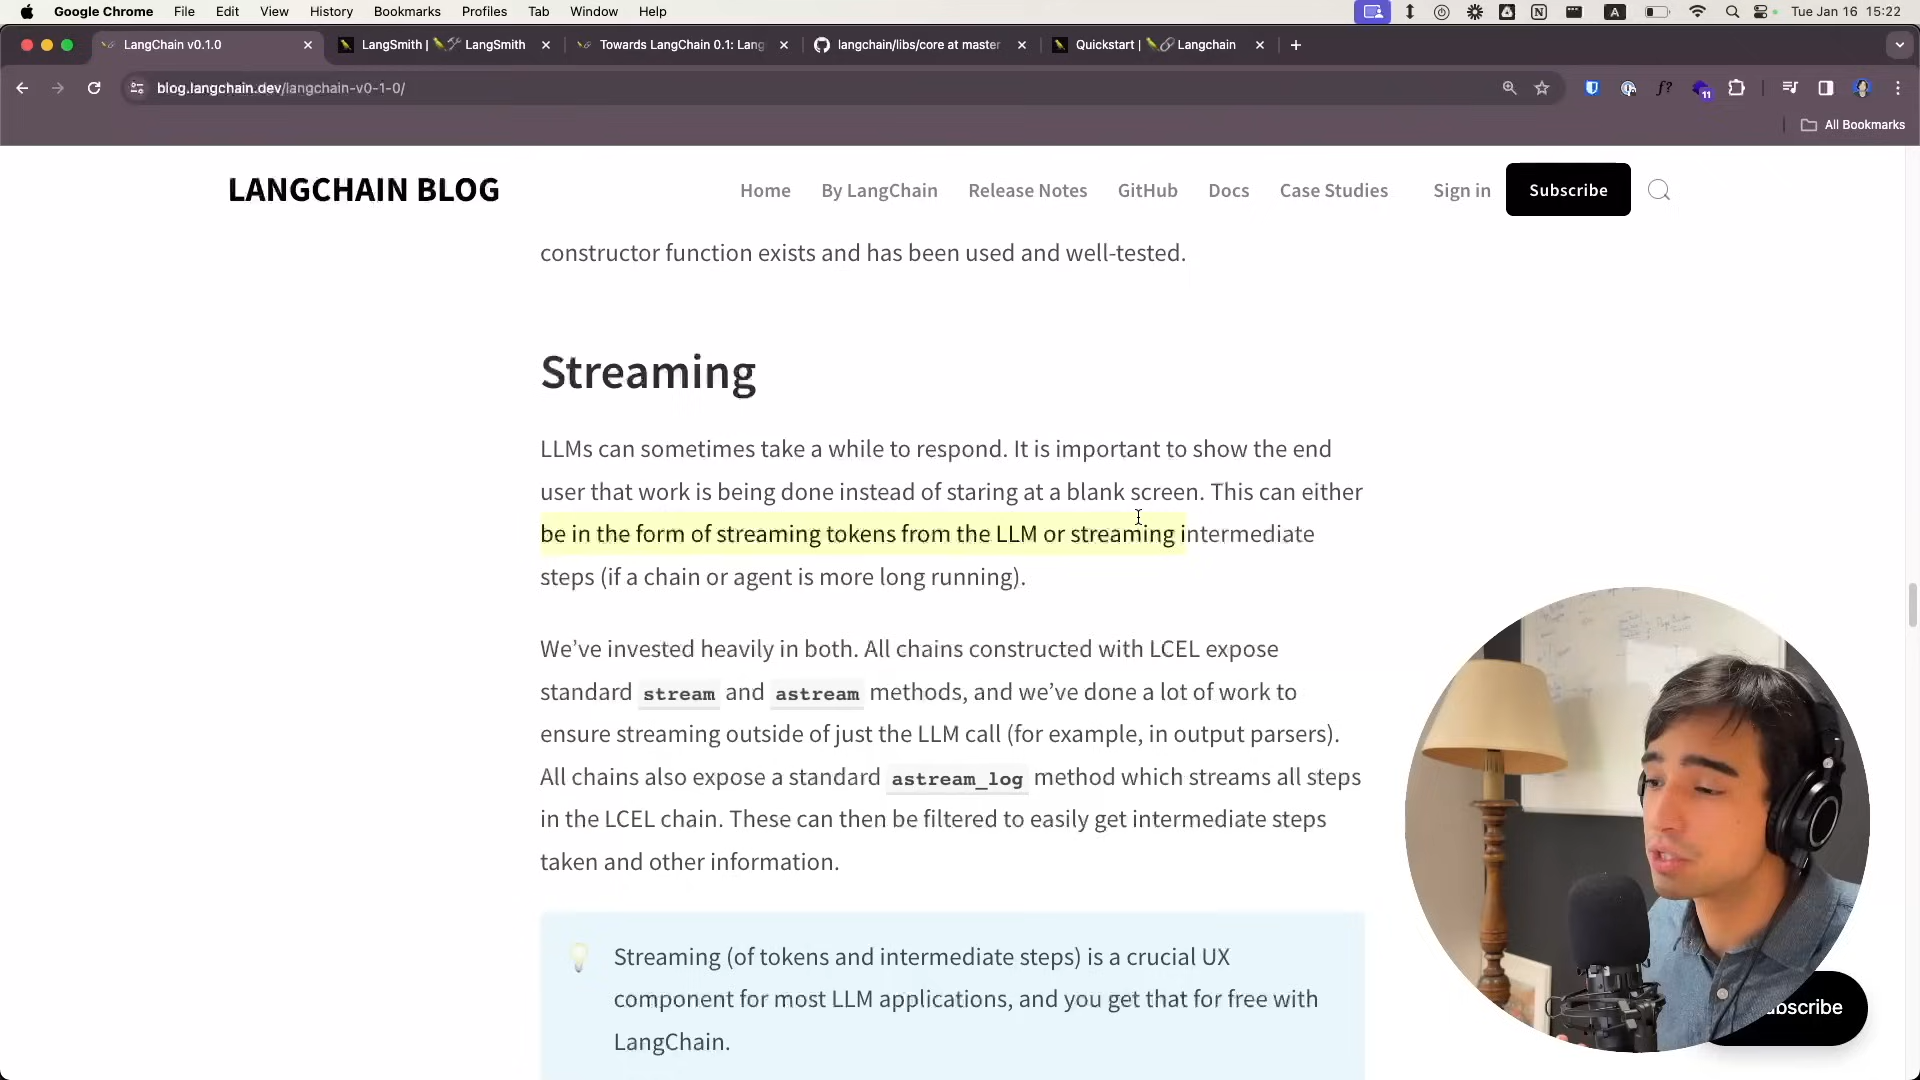 Google Chrome File Edit View History Bookmarks Profiles Tab Window Help A Tue Jan 16 15:22
LangChain v0.1.0 LangSmith | LangSmith Towards LangChain 0.1: Lang langchain/libs/core at master Quickstart | Langchain
blog.langchain.dev/langchain-v0-1-0/ f? 11
All Bookmarks
LANGCHAIN BLOG Home By LangChain Release Notes GitHub Docs Case Studies Sign in Subscribe
constructor function exists and has been used and well-tested.
Streaming
LLMs can sometimes take a while to respond. It is important to show the end
user that work is being done instead of staring at a blank screen. This can either
be in the form of streaming tokens from the LLM or streaming intermediate
steps (if a chain or agent is more long running).
We’ve invested heavily in both. All chains constructed with LCEL expose
standard stream and astream methods, and we’ve done a lot of work to
ensure streaming outside of just the LLM call (for example, in output parsers).
All chains also expose a standard astream_log method which streams all steps
in the LCEL chain. These can then be filtered to easily get intermediate steps
taken and other information.
Streaming (of tokens and intermediate steps) is a crucial UX
component for most LLM applications, and you get that for free with
LangChain.
bscribe